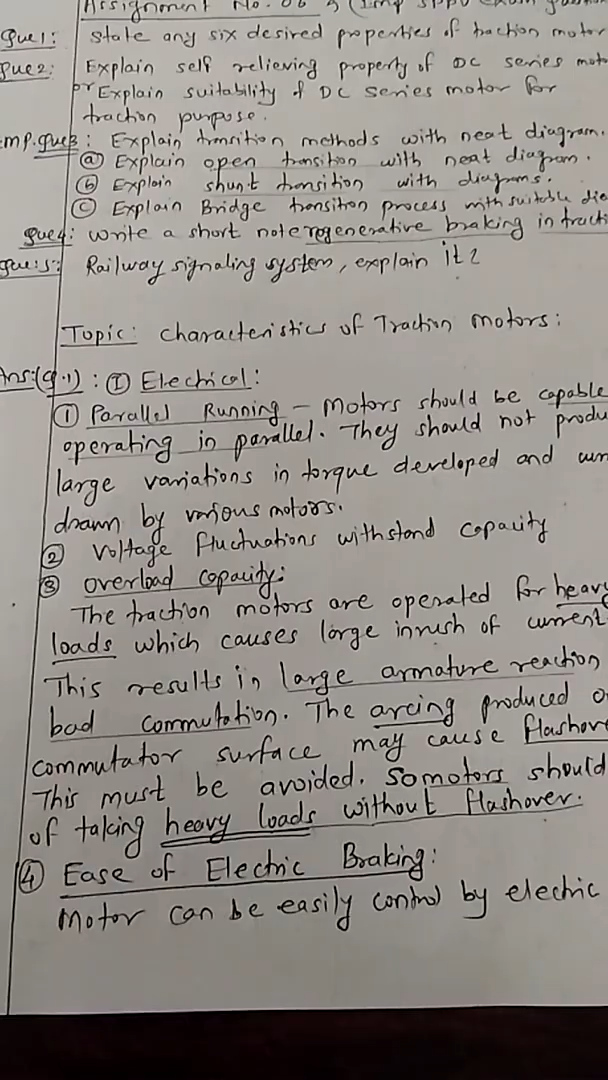 Assignment No. 06
Que1: State any six desired properties of traction motor
Que2: Explain self relieving property of DC series
or Explain suitability of DC series motor for
traction purpose.
Imp. Que3: Explain transition methods with neat diagram.
(a) Explain open transition with neat diagram.
(b) Explain shunt transition with diagrams.
(c) Explain Bridge transition process with suitable
Que4: Write a short note regenerative braking in
Que:5: Railway signaling system, explain it?
Topic: Characteristics of Traction Motors:
Ans:(Q.1): (I) Electrical:
(1) Parallel Running - Motors should be capable
operating in parallel. They should not produ
large variations in torque developed and curr
drawn by various motors.
(2) Voltage fluctuations withstand capacity
(3) Overload capacity:
The traction motors are operated for heavy
loads which causes large inrush of current
This results in large armature reaction
bad commutation. The arcing produced o
commutator surface may cause flashove
This must be avoided. So motors should
of taking heavy loads without flashover.
(4) Ease of Electric Braking:
Motor can be easily control by electric